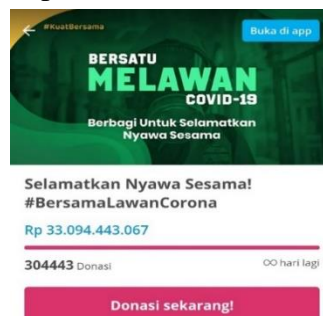 #KuatBersama
Buka di app
BERSATU
MELAWAN
COVID-19
Berbagi Untuk Selamatkan
Nyawa Sesama
Selamatkan Nyawa Sesama!
#BersamaLawanCorona
Rp 33.094.443.067
304443 Donasi
∞ hari lagi
Donasi sekarang!